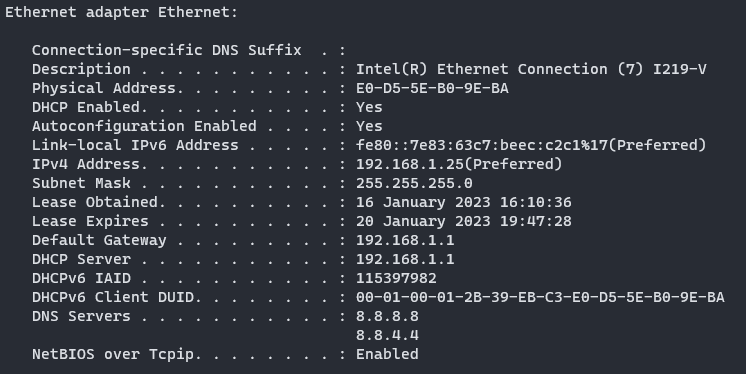 Ethernet adapter Ethernet:
Connection-specific DNS Suffix  . :
Description . . . . . . . . . . . : Intel(R) Ethernet Connection (7) I219-V
Physical Address. . . . . . . . . : E0-D5-5E-B0-9E-BA
DHCP Enabled. . . . . . . . . . . : Yes
Autoconfiguration Enabled . . . . : Yes
Link-local IPv6 Address . . . . . : fe80::7e83:63c7:beec:c2c1%17(Preferred)
IPv4 Address. . . . . . . . . . . : 192.168.1.25(Preferred)
Subnet Mask . . . . . . . . . . . : 255.255.255.0
Lease Obtained. . . . . . . . . . : 16 January 2023 16:10:36
Lease Expires . . . . . . . . . . : 20 January 2023 19:47:28
Default Gateway . . . . . . . . . : 192.168.1.1
DHCP Server . . . . . . . . . . . : 192.168.1.1
DHCPv6 IAID . . . . . . . . . . . : 115397982
DHCPv6 Client DUID. . . . . . . . : 00-01-00-01-2B-39-EB-C3-E0-D5-5E-B0-9E-BA
DNS Servers . . . . . . . . . . . : 8.8.8.8
8.8.4.4
NetBIOS over Tcpip. . . . . . . . : Enabled